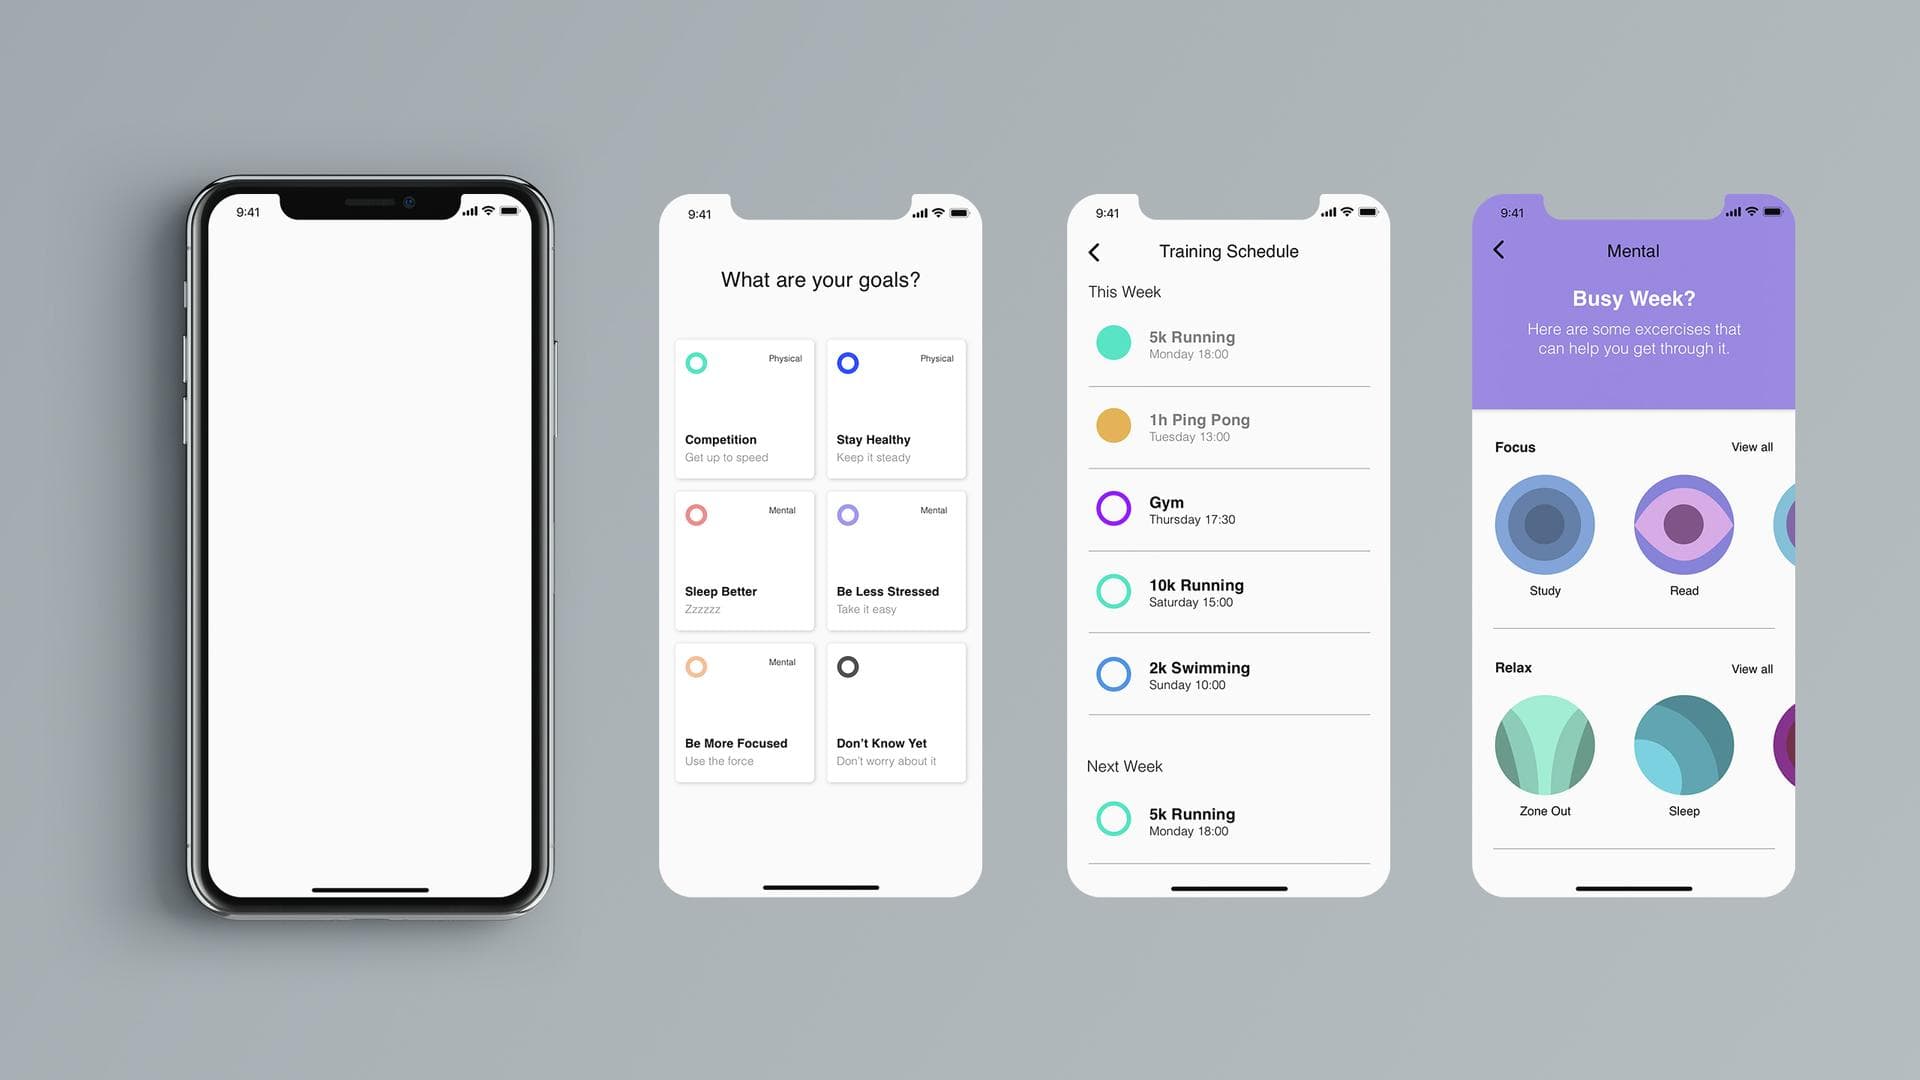 9:41
9:41
What are your goals?
Physical
Competition
Get up to speed
Physical
Stay Healthy
Keep it steady
Mental
Sleep Better
Zzzzzz
Mental
Be Less Stressed
Take it easy
Mental
Be More Focused
Use the force
Don't Know Yet
Don't worry about it
9:41
Training Schedule
This Week
5k Running
Monday 18:00
1h Ping Pong
Tuesday 13:00
Gym
Thursday 17:30
10k Running
Saturday 15:00
2k Swimming
Sunday 10:00
Next Week
5k Running
Monday 18:00
9:41
Mental
Busy Week?
Here are some excercises that
can help you get through it.
Focus
View all
Study
Read
Relax
View all
Zone Out
Sleep